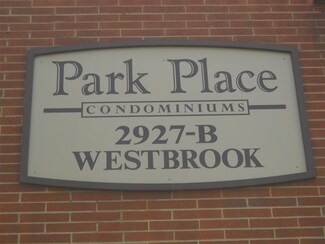 Park Place
CONDOMINIUMS
2927-B
WESTBROOK